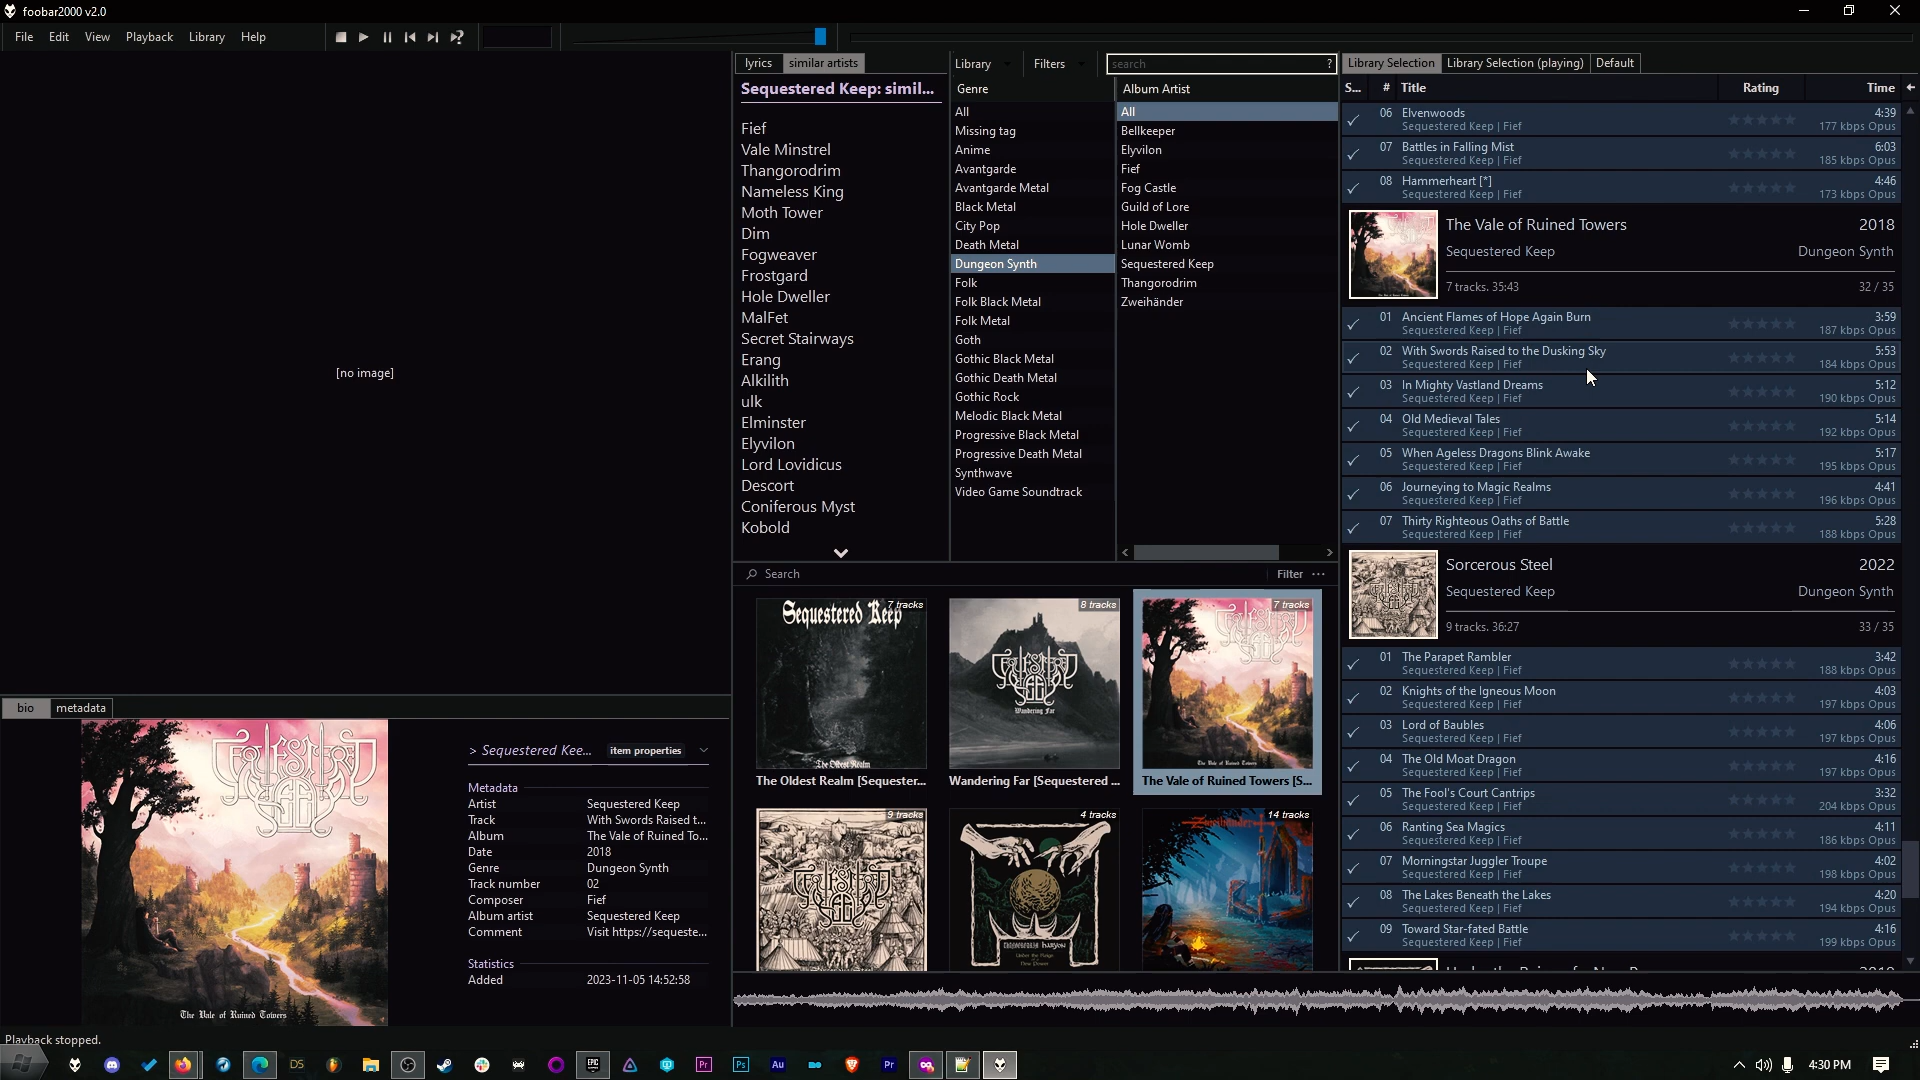 foobar2000 v2.0
File Edit View Playback Library Help
lyrics similar artists
Sequestered Keep: simil...
Fief
Vale Minstrel
Thangorodrim
Nameless King
Moth Tower
Dim
Fogweaver
Frostgard
Hole Dweller
MalFet
Secret Stairways
Erang
Alkilith
ulk
Elminster
Elyvilon
Lord Lovidicus
Descort
Coniferous Myst
Kobold
Library Filters search ?
Genre
All
Missing tag
Anime
Avantgarde
Avantgarde Metal
Black Metal
City Pop
Death Metal
Dungeon Synth
Folk
Folk Black Metal
Folk Metal
Goth
Gothic Black Metal
Gothic Death Metal
Gothic Rock
Melodic Black Metal
Progressive Black Metal
Progressive Death Metal
Synthwave
Video Game Soundtrack
Album Artist
All
Bellkeeper
Elyvilon
Fief
Fog Castle
Guild of Lore
Hole Dweller
Lunar Womb
Sequestered Keep
Thangorodrim
Zweihänder
Library Selection Library Selection (playing) Default
S... # Title Rating Time
06 Elvenwoods 4:39
Sequestered Keep | Fief 177 kbps Opus
07 Battles in Falling Mist 6:03
Sequestered Keep | Fief 185 kbps Opus
08 Hammerheart [*] 4:46
Sequestered Keep | Fief 173 kbps Opus
The Vale of Ruined Towers 2018
Sequestered Keep Dungeon Synth
7 tracks. 35:43 32 / 35
01 Ancient Flames of Hope Again Burn 3:59
Sequestered Keep | Fief 187 kbps Opus
02 With Swords Raised to the Dusking Sky 5:53
Sequestered Keep | Fief 184 kbps Opus
03 In Mighty Vastland Dreams 5:12
Sequestered Keep | Fief 190 kbps Opus
04 Old Medieval Tales 5:14
Sequestered Keep | Fief 192 kbps Opus
05 When Ageless Dragons Blink Awake 5:17
Sequestered Keep | Fief 195 kbps Opus
06 Journeying to Magic Realms 4:41
Sequestered Keep | Fief 196 kbps Opus
07 Thirty Righteous Oaths of Battle 5:28
Sequestered Keep | Fief 188 kbps Opus
Sorcerous Steel 2022
Sequestered Keep Dungeon Synth
9 tracks. 36:27 33 / 35
01 The Parapet Rambler 3:42
Sequestered Keep | Fief 188 kbps Opus
02 Knights of the Igneous Moon 4:03
Sequestered Keep | Fief 197 kbps Opus
03 Lord of Baubles 4:06
Sequestered Keep | Fief 197 kbps Opus
04 The Old Moat Dragon 4:16
Sequestered Keep | Fief 197 kbps Opus
05 The Fool's Court Cantrips 3:32
Sequestered Keep | Fief 204 kbps Opus
06 Ranting Sea Magics 4:11
Sequestered Keep | Fief 186 kbps Opus
07 Morningstar Juggler Troupe 4:02
Sequestered Keep | Fief 198 kbps Opus
08 The Lakes Beneath the Lakes 4:20
Sequestered Keep | Fief 194 kbps Opus
09 Toward Star-fated Battle 4:16
Sequestered Keep | Fief 199 kbps Opus
[no image]
Search Filter ...
Sequestered Keep
7 tracks
The Oldest Realm
The Oldest Realm [Sequester...
8 tracks
Wandering Far
Wandering Far [Sequestered ...
7 tracks
The Vale of Ruined Towers [S...
9 tracks
4 tracks
14 tracks
bio metadata
The Vale of Ruined Towers
> Sequestered Kee... item properties
Metadata
Artist Sequestered Keep
Track With Swords Raised t...
Album The Vale of Ruined To...
Date 2018
Genre Dungeon Synth
Track number 02
Composer Fief
Album artist Sequestered Keep
Comment Visit https://sequeste...
Statistics
Added 2023-11-05 14:52:58
Playback stopped.
DS
EPIC
Pr
Ps
Au
Pr
4:30 PM